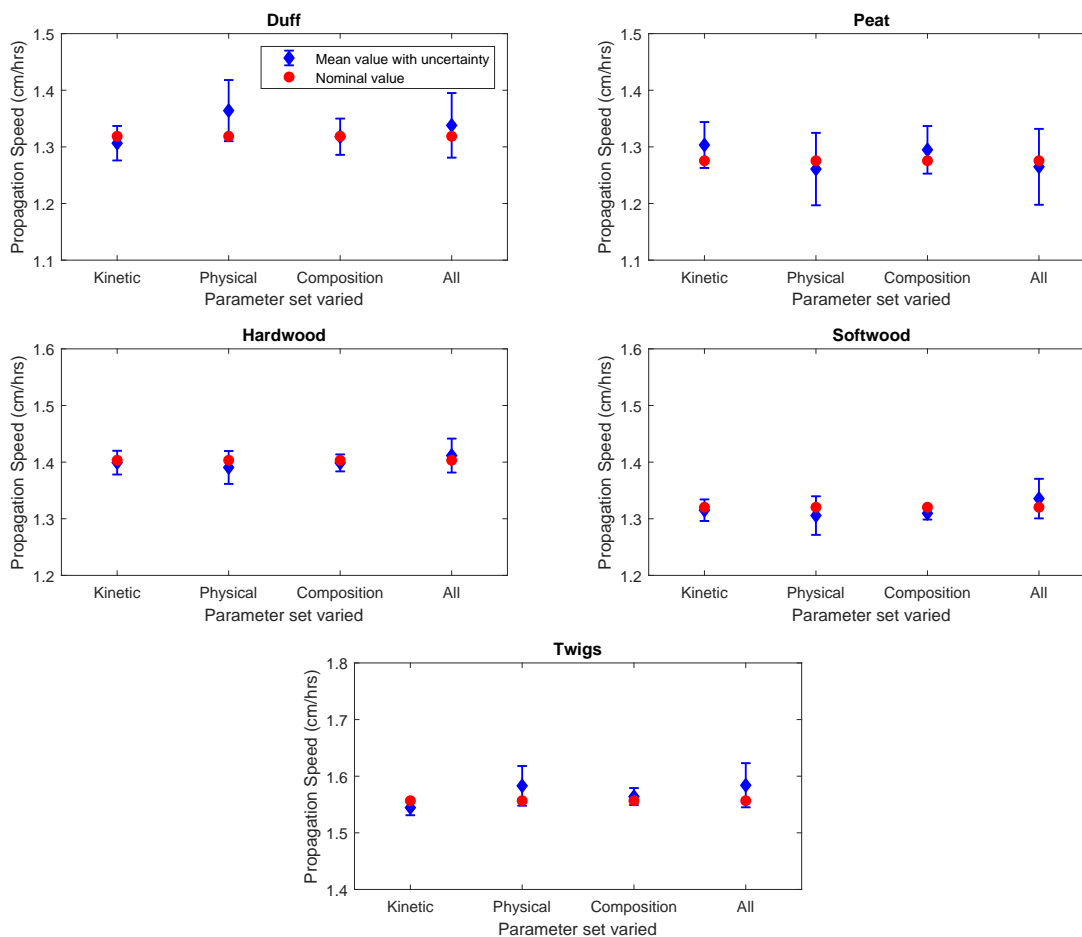 Duff
Propagation Speed (cm/hrs)
1.5
1.4
1.3
1.2
1.1
Mean value with uncertainty
Nominal value
Kinetic Physical Composition All
Parameter set varied
Peat
Propagation Speed (cm/hrs)
1.5
1.4
1.3
1.2
1.1
Kinetic Physical Composition All
Parameter set varied
Hardwood
Propagation Speed (cm/hrs)
1.6
1.5
1.4
1.3
1.2
Kinetic Physical Composition All
Parameter set varied
Softwood
Propagation Speed (cm/hrs)
1.6
1.5
1.4
1.3
1.2
Kinetic Physical Composition All
Parameter set varied
Twigs
Propagation Speed (cm/hrs)
1.8
1.7
1.6
1.5
1.4
Kinetic Physical Composition All
Parameter set varied